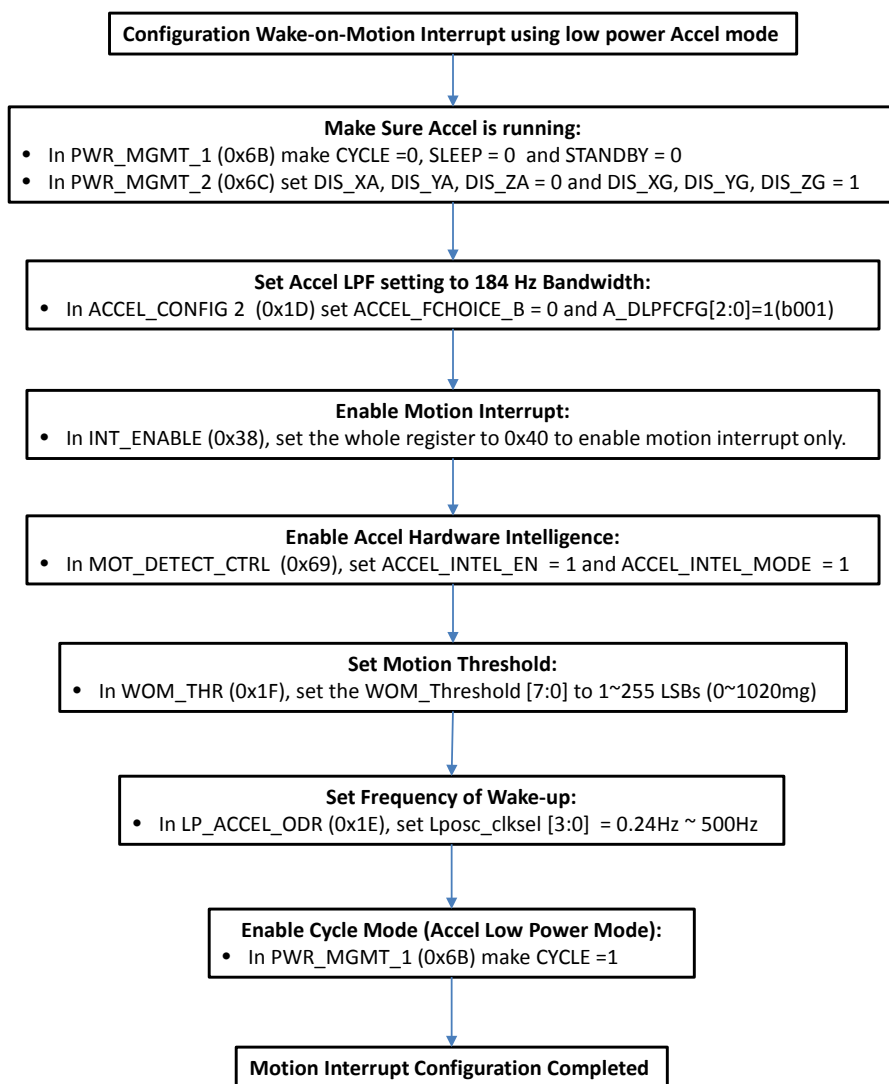 Configuration Wake-on-Motion Interrupt using low power Accel mode
Make Sure Accel is running:
• In PWR_MGMT_1 (0x6B) make CYCLE =0, SLEEP = 0 and STANDBY = 0
• In PWR_MGMT_2 (0x6C) set DIS_XA, DIS_YA, DIS_ZA = 0 and DIS_XG, DIS_YG, DIS_ZG = 1
Set Accel LPF setting to 184 Hz Bandwidth:
• In ACCEL_CONFIG 2 (0x1D) set ACCEL_FCHOICE_B = 0 and A_DLPFCFG[2:0]=1(b001)
Enable Motion Interrupt:
• In INT_ENABLE (0x38), set the whole register to 0x40 to enable motion interrupt only.
Enable Accel Hardware Intelligence:
• In MOT_DETECT_CTRL (0x69), set ACCEL_INTEL_EN = 1 and ACCEL_INTEL_MODE = 1
Set Motion Threshold:
• In WOM_THR (0x1F), set the WOM_Threshold [7:0] to 1~255 LSBs (0~1020mg)
Set Frequency of Wake-up:
• In LP_ACCEL_ODR (0x1E), set Lposc_clksel [3:0] = 0.24Hz ~ 500Hz
Enable Cycle Mode (Accel Low Power Mode):
• In PWR_MGMT_1 (0x6B) make CYCLE =1
Motion Interrupt Configuration Completed